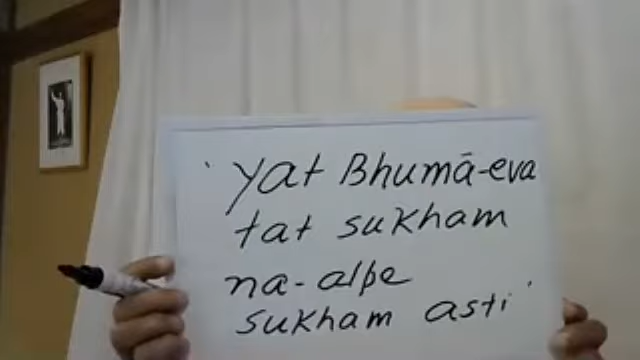 'Yat Bhumā-eva
tat sukham
na-alpe
sukham asti'